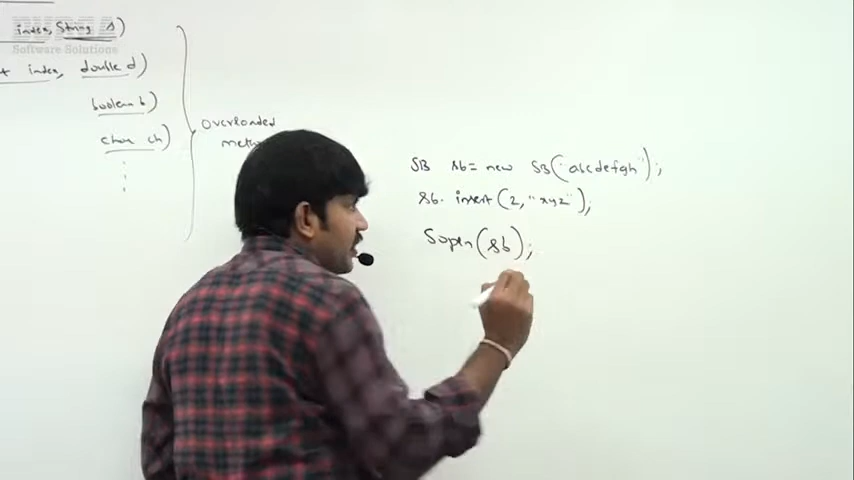 index, String s)
Software Solutions
t index, double d)
boolean b)
char ch)
Overloaded
meth
SB sb = new SB("abcdefgh");
sb. insert(2, "xyz");
Sopln(sb);